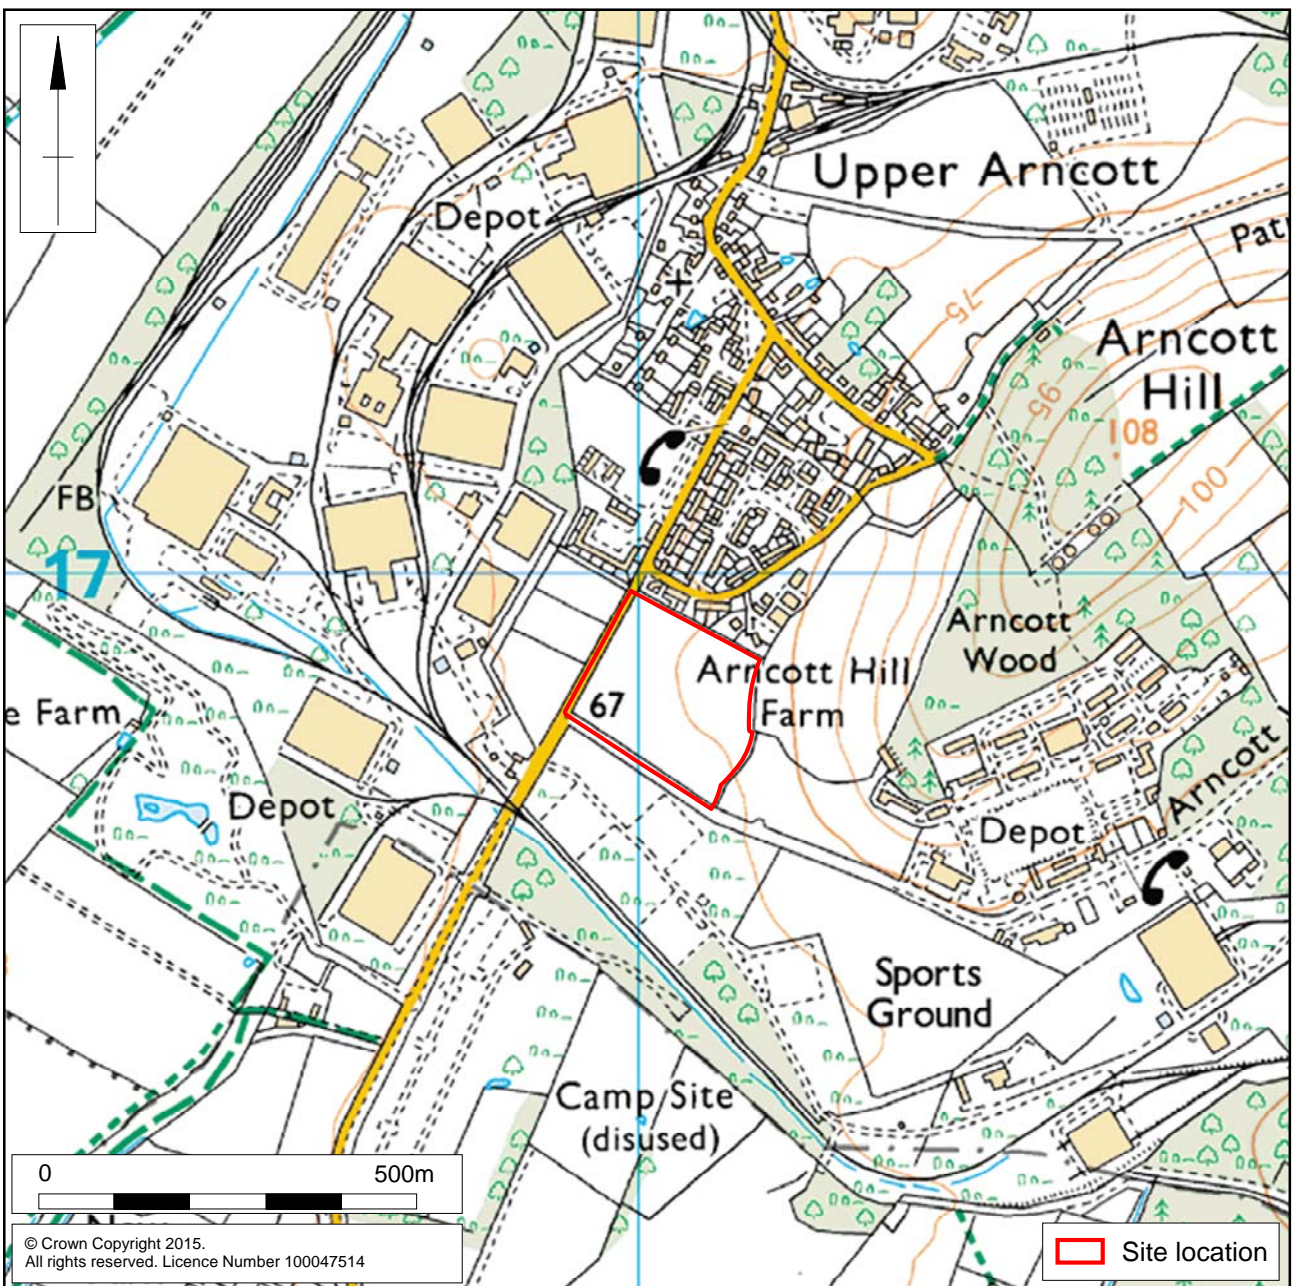 Upper Arncott
Depot
Arncott
Hill
75
95
108
100
FB
17
Arncott
Wood
Arncott Hill
Farm
67
e Farm
Depot
Depot
Arncott
Sports
Ground
Camp Site
(disused)
0 500m
© Crown Copyright 2015.
All rights reserved. Licence Number 100047514
Site location